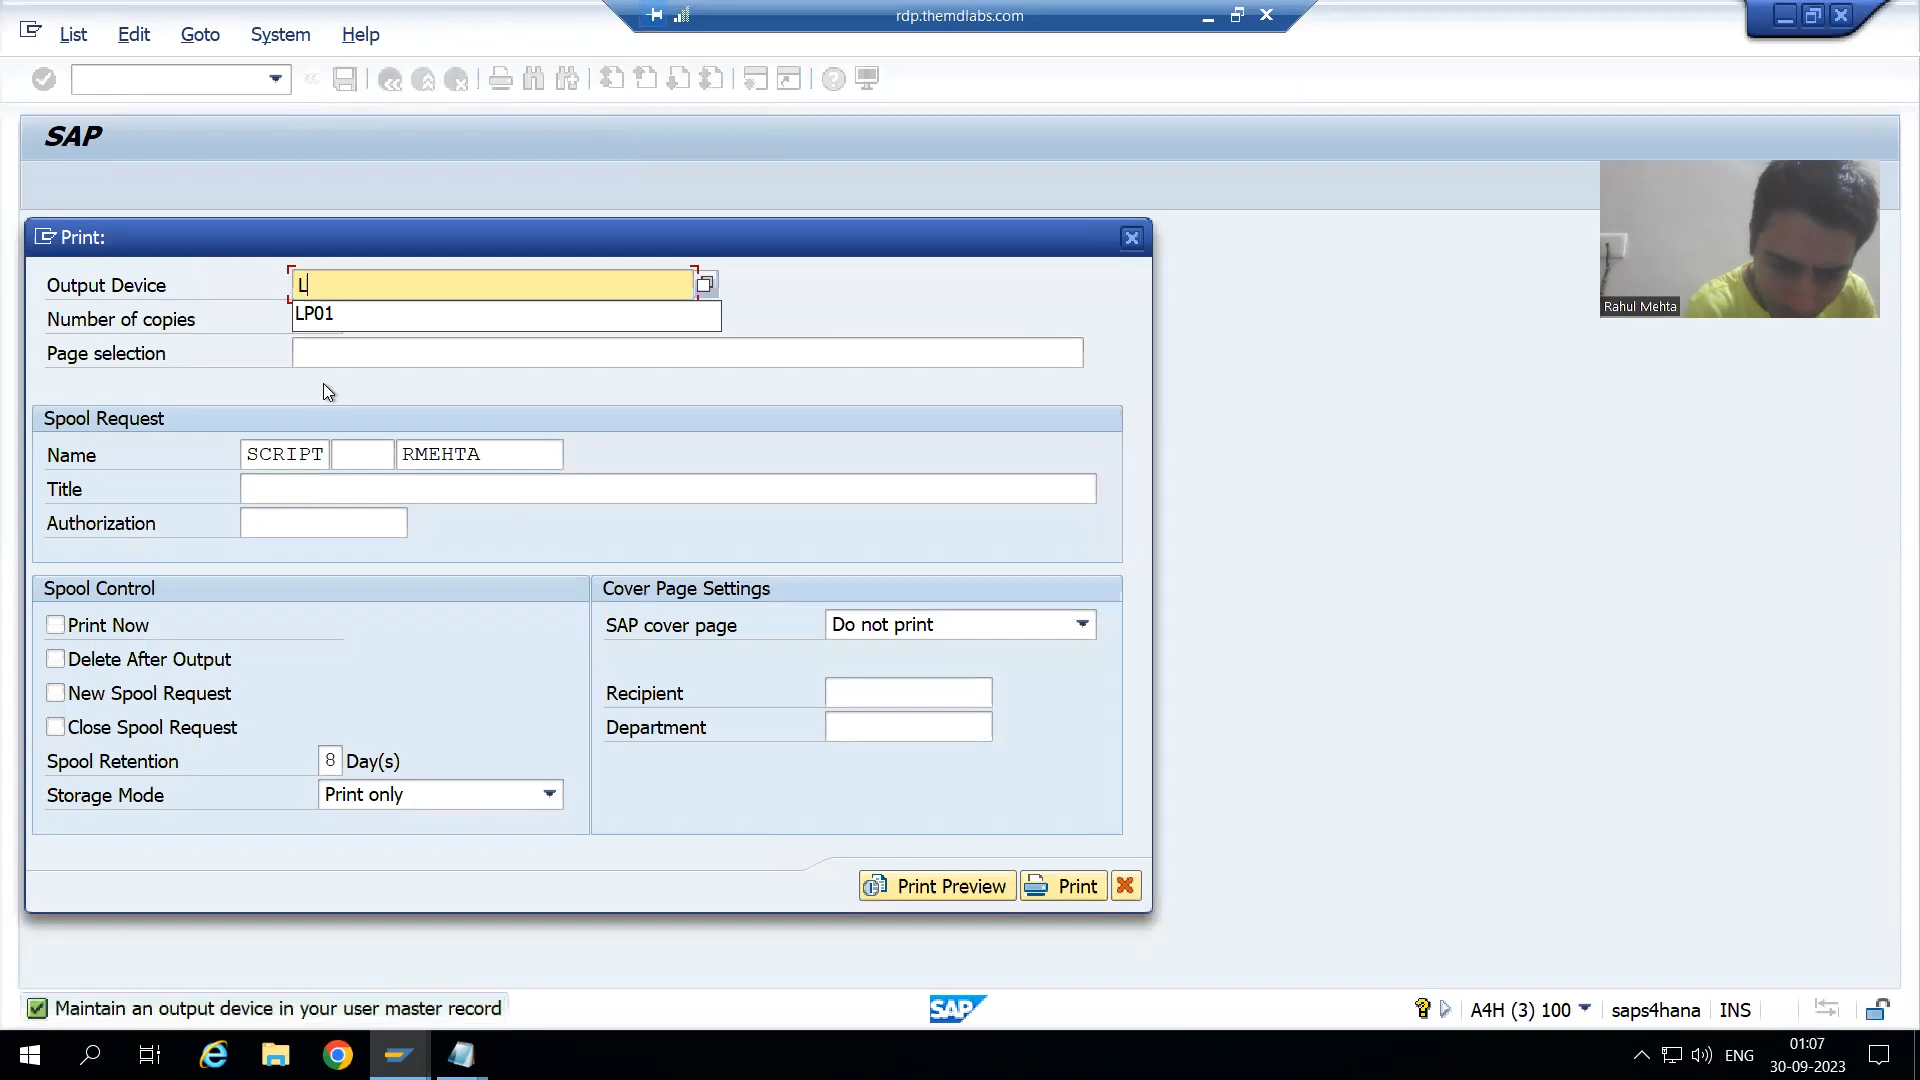 rdp.themdlabs.com
List Edit Goto System Help
SAP
Print:
Output Device L
LP01
Number of copies
Page selection
Rahul Mehta
Spool Request
Name SCRIPT RMEHTA
Title
Authorization
Spool Control
Cover Page Settings
Print Now
SAP cover page Do not print
Delete After Output
New Spool Request
Recipient
Close Spool Request
Department
Spool Retention 8 Day(s)
Storage Mode Print only
Print Preview Print
Maintain an output device in your user master record
SAP
A4H (3) 100 saps4hana INS
ENG
01:07
30-09-2023